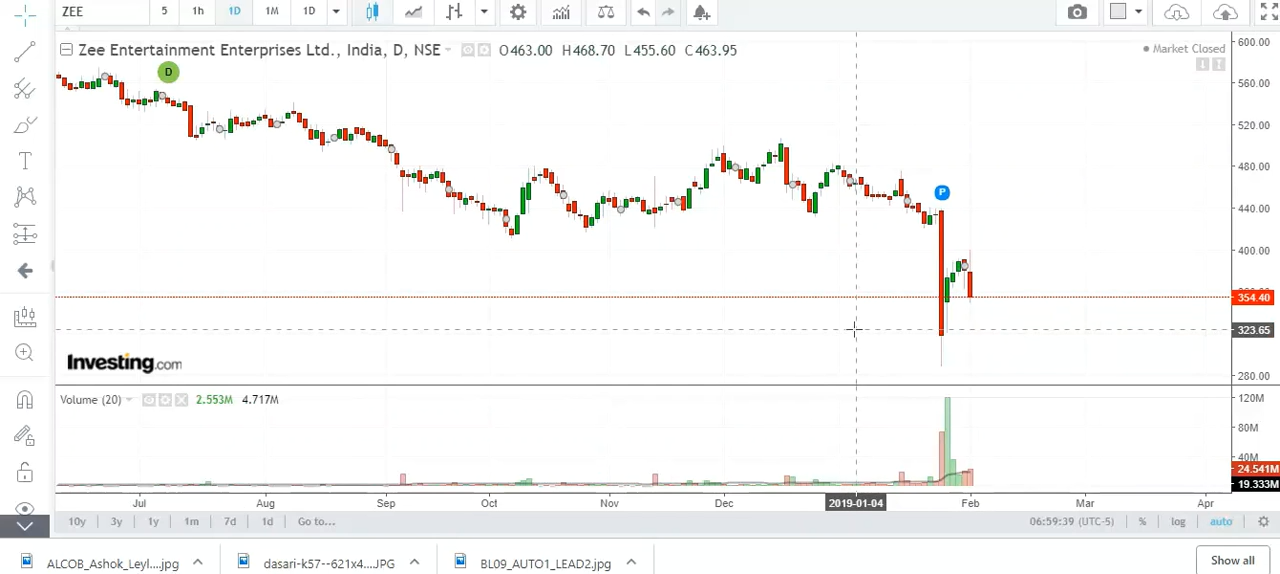 ZEE 5 1h 1D 1M 1D
Zee Entertainment Enterprises Ltd., India, D, NSE O463.00 H468.70 L455.60 C463.95
Market Closed
D
P
600.00
560.00
520.00
480.00
440.00
400.00
354.40
323.65
280.00
Investing.com
Volume (20) 2.553M 4.717M
120M
80M
40M
24.541M
19.333M
Jul Aug Sep Oct Nov Dec 2019-01-04 Feb Mar Apr
10y 3y 1y 1m 7d 1d Go to... 06:59:39 (UTC-5) % log auto
ALCOB_Ashok_Leyl....jpg dasari-k57--621x4...JPG BL09_AUTO1_LEAD2.jpg Show all